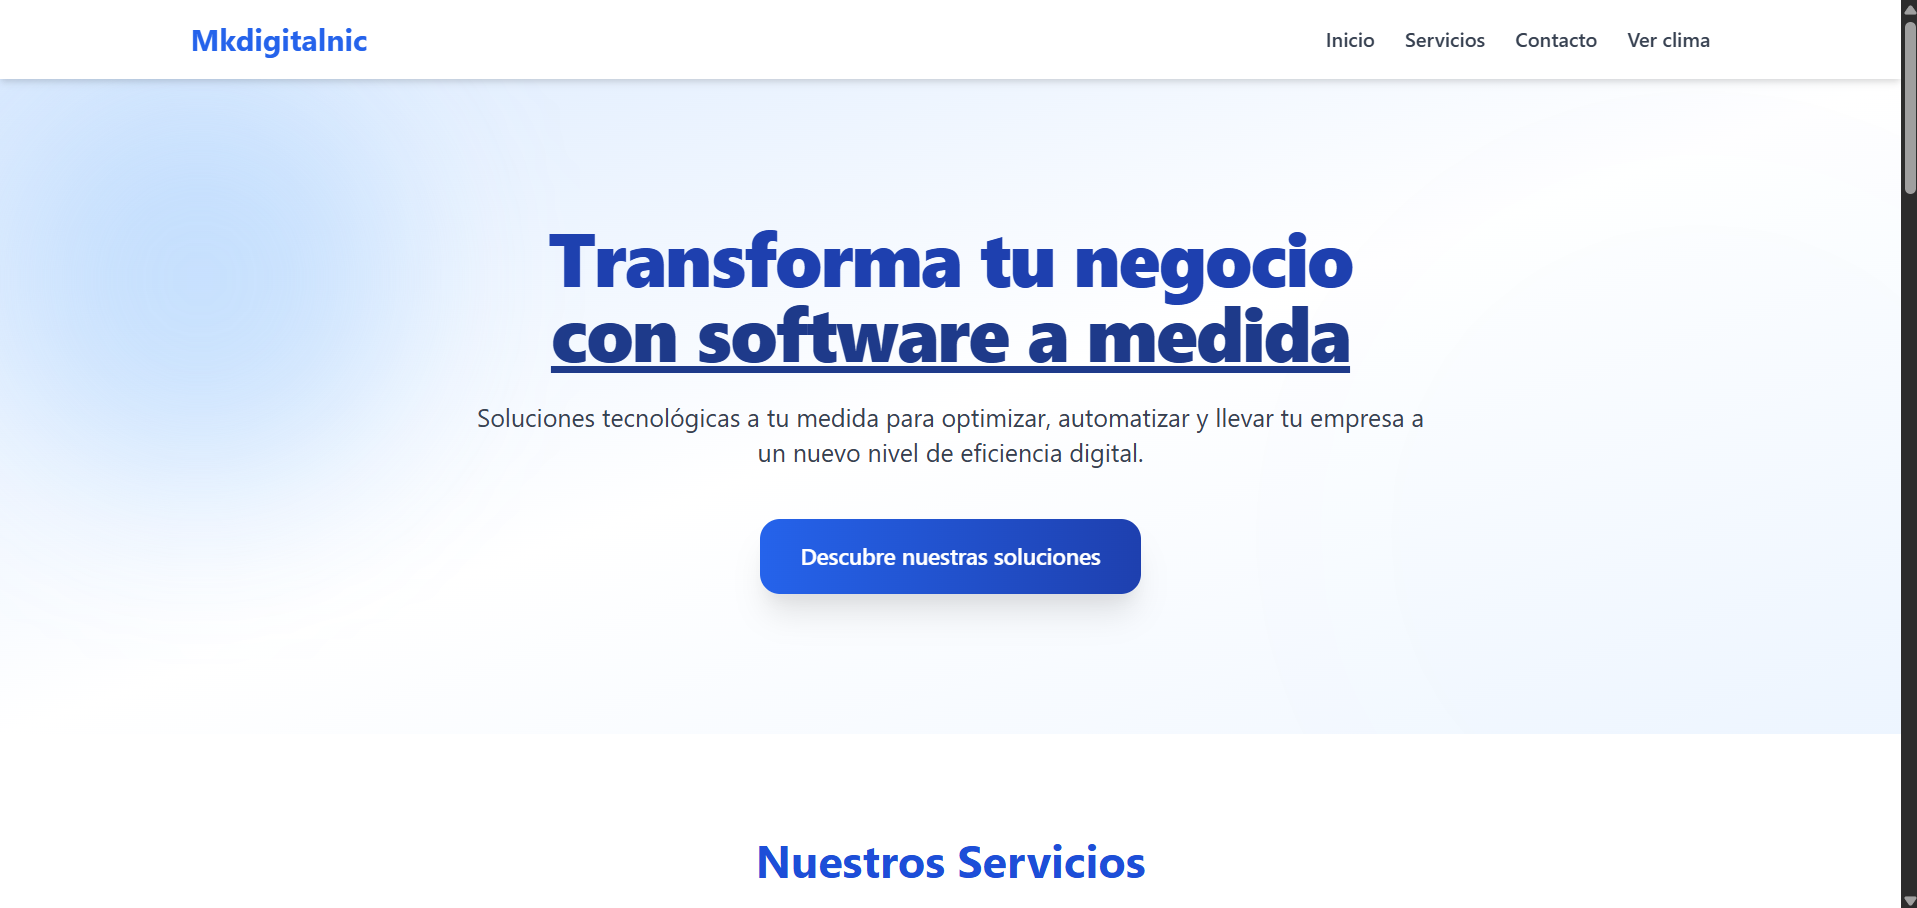 Mkdigitalnic
Inicio
Servicios
Contacto
Ver clima
Transforma tu negocio
con software a medida
Soluciones tecnológicas a tu medida para optimizar, automatizar y llevar tu empresa a
un nuevo nivel de eficiencia digital.
Descubre nuestras soluciones
Nuestros Servicios